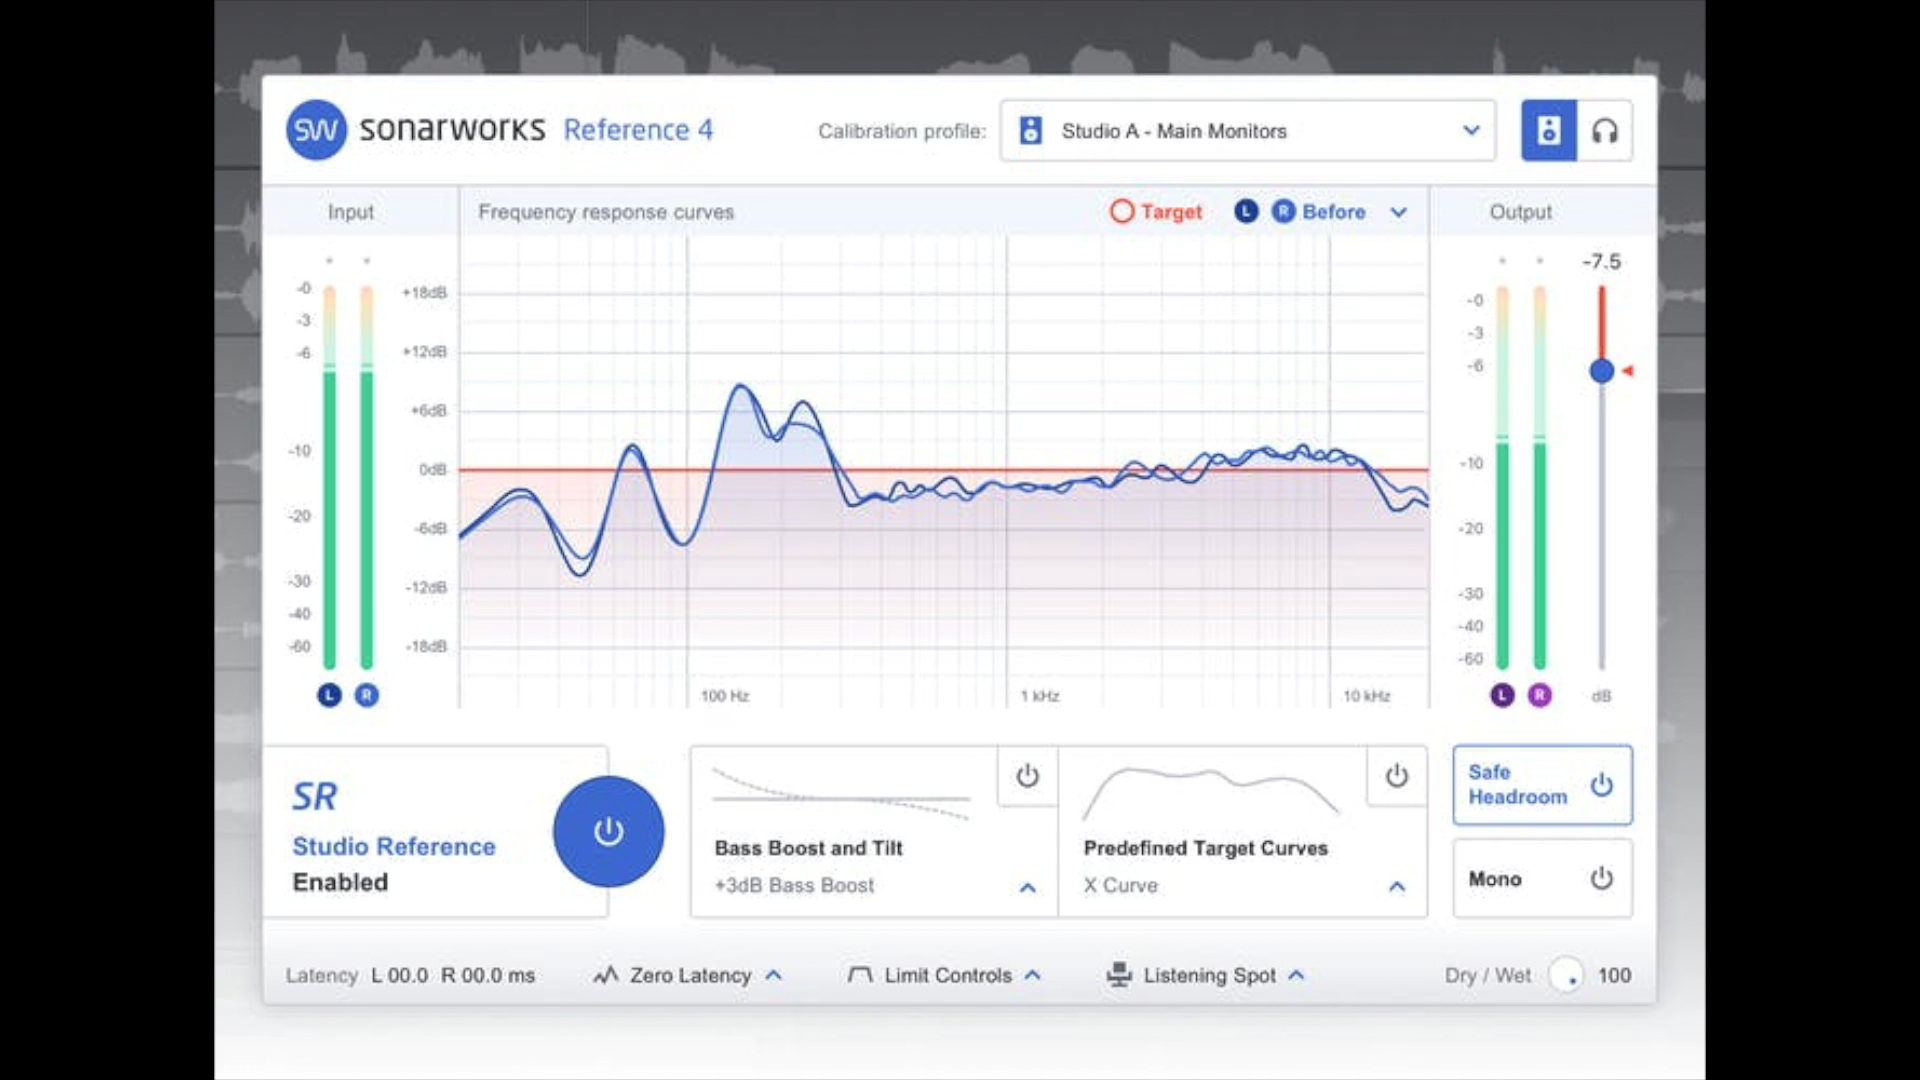 SW sonarworks Reference 4
Calibration profile: Studio A - Main Monitors
Input
Frequency response curves
Target
L R Before
Output
-7.5
-0
-3
-6
-10
-20
-30
-40
-60
L R
+18dB
+12dB
+6dB
0dB
-6dB
-12dB
-18dB
100 Hz
1 kHz
10 kHz
-0
-3
-6
-10
-20
-30
-40
-60
L R
dB
SR
Studio Reference
Enabled
Bass Boost and Tilt
+3dB Bass Boost
Predefined Target Curves
X Curve
Safe
Headroom
Mono
Latency L 00.0 R 00.0 ms
Zero Latency
Limit Controls
Listening Spot
Dry / Wet 100